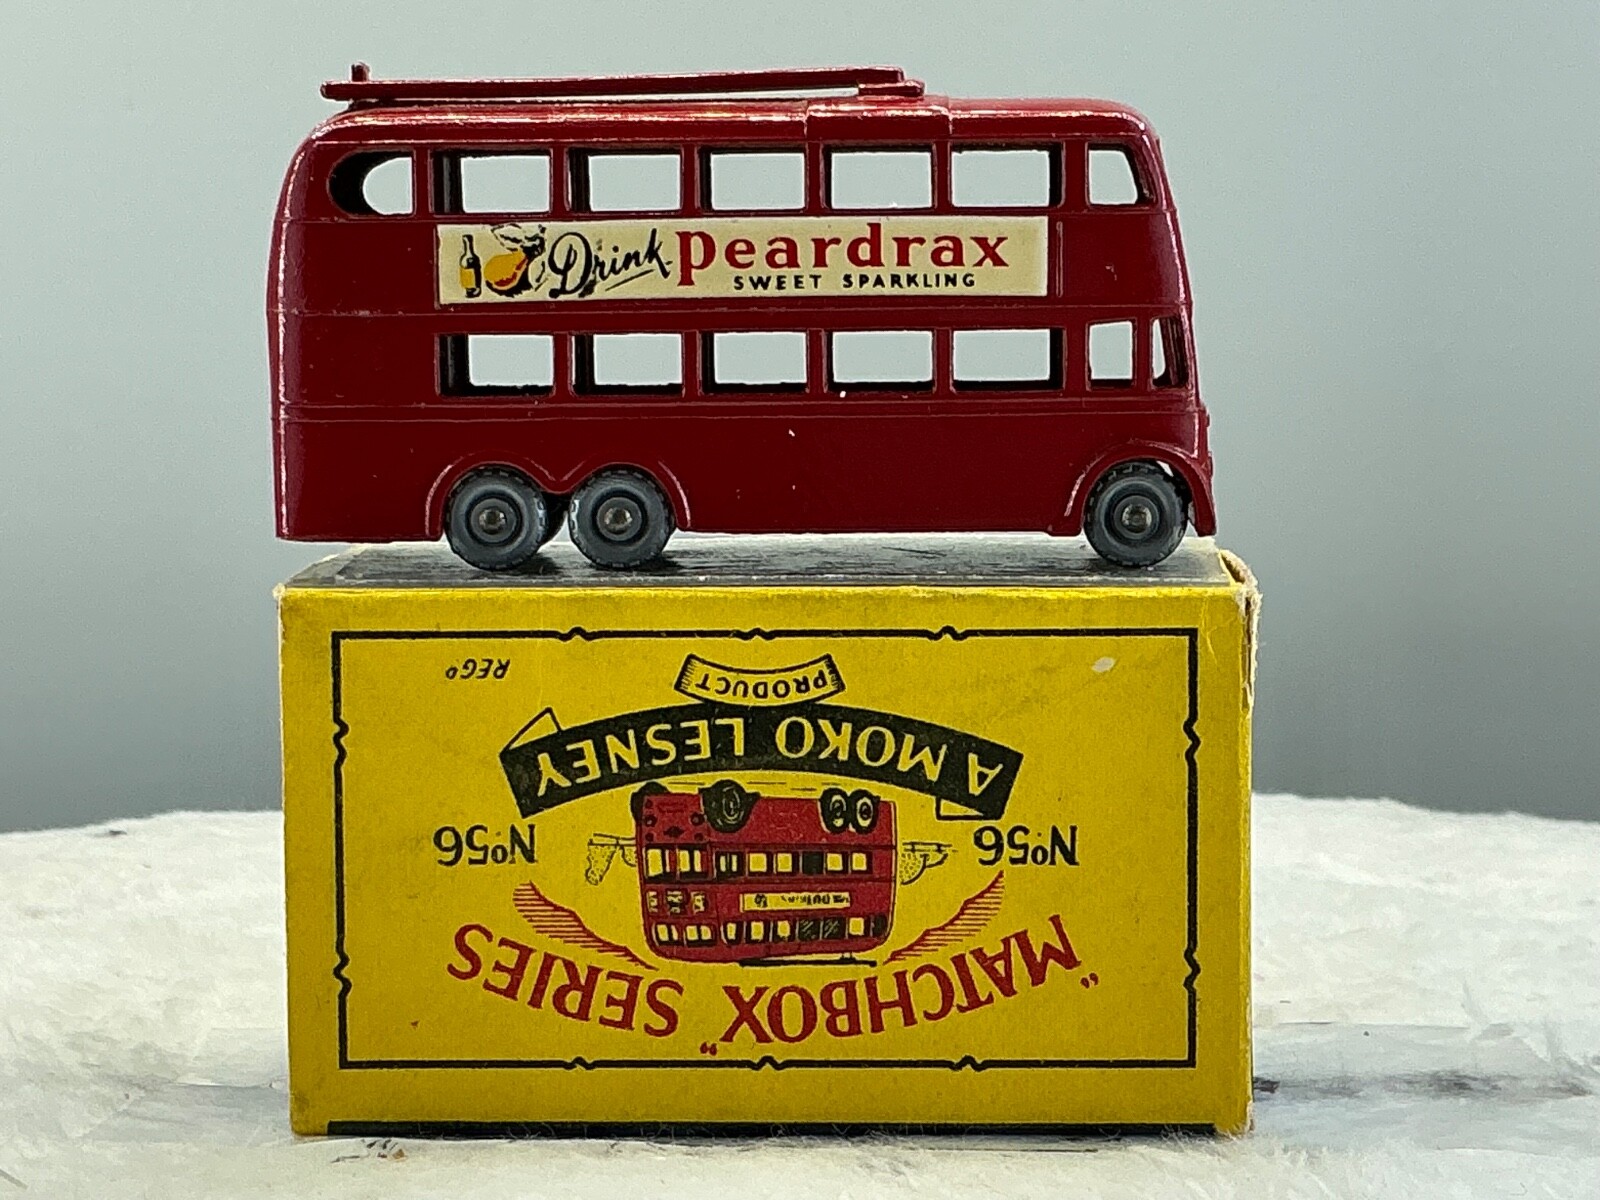 Drink Peardrax
SWEET SPARKLING
"MATCHBOX" SERIES
No56
No56
A MOKO LESNEY
PRODUCT
REGD